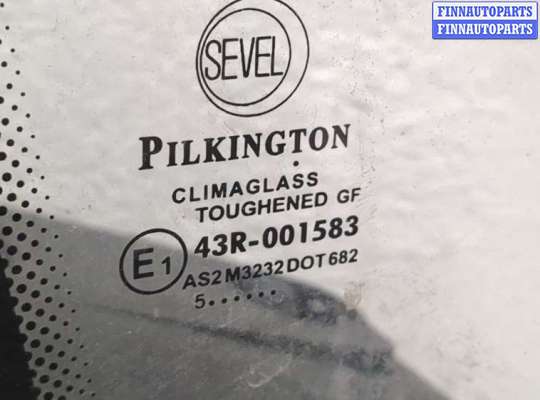 FINNAUTOPARTS
FINNAUTOPARTS
SEVEL
PILKINGTON
CLIMAGLASS
TOUGHENED GF
E1 43R-001583
AS2 M3232 DOT 682
5......